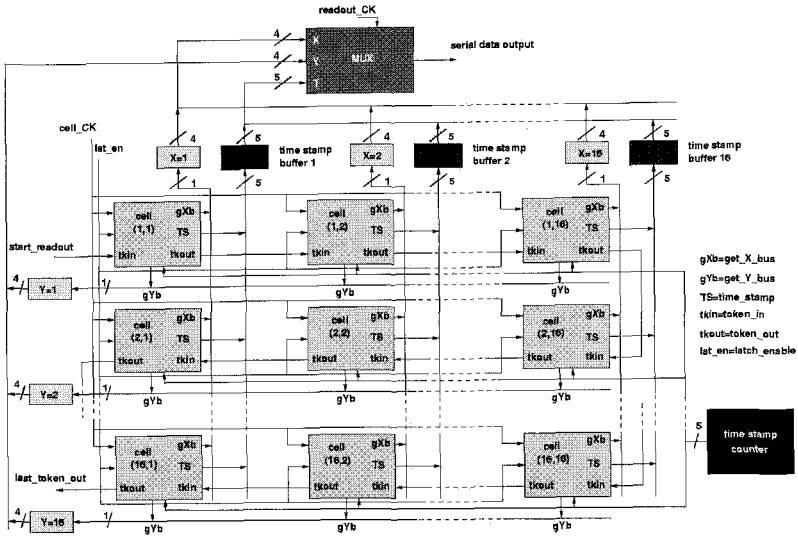 readout_CK
4
X
4
Y
MUX
serial data output
5
T
cell_CK
lat_en
4
5
4
5
4
5
X=1
time stamp
buffer 1
X=2
time stamp
buffer 2
X=16
time stamp
buffer 16
1
5
1
5
1
5
cell
(1,1)
gXb
TS
tkin
tkout
cell
(1,2)
gXb
TS
tkin
tkout
cell
(1,16)
gXb
TS
tkin
tkout
start_readout
4
Y=1
1
gYb
gYb
gYb
gXb=get_X_bus
gYb=get_Y_bus
TS=time_stamp
tkin=token_in
tkout=token_out
lat_en=latch_enable
cell
(2,1)
gXb
TS
tkout
tkin
cell
(2,2)
gXb
TS
tkout
tkin
cell
(2,16)
gXb
TS
tkout
tkin
4
Y=2
1
gYb
gYb
gYb
5
time stamp
counter
cell
(16,1)
gXb
TS
tkout
tkin
cell
(16,2)
gXb
TS
tkout
tkin
cell
(16,16)
gXb
TS
tkout
tkin
last_token_out
4
Y=16
1
gYb
gYb
gYb